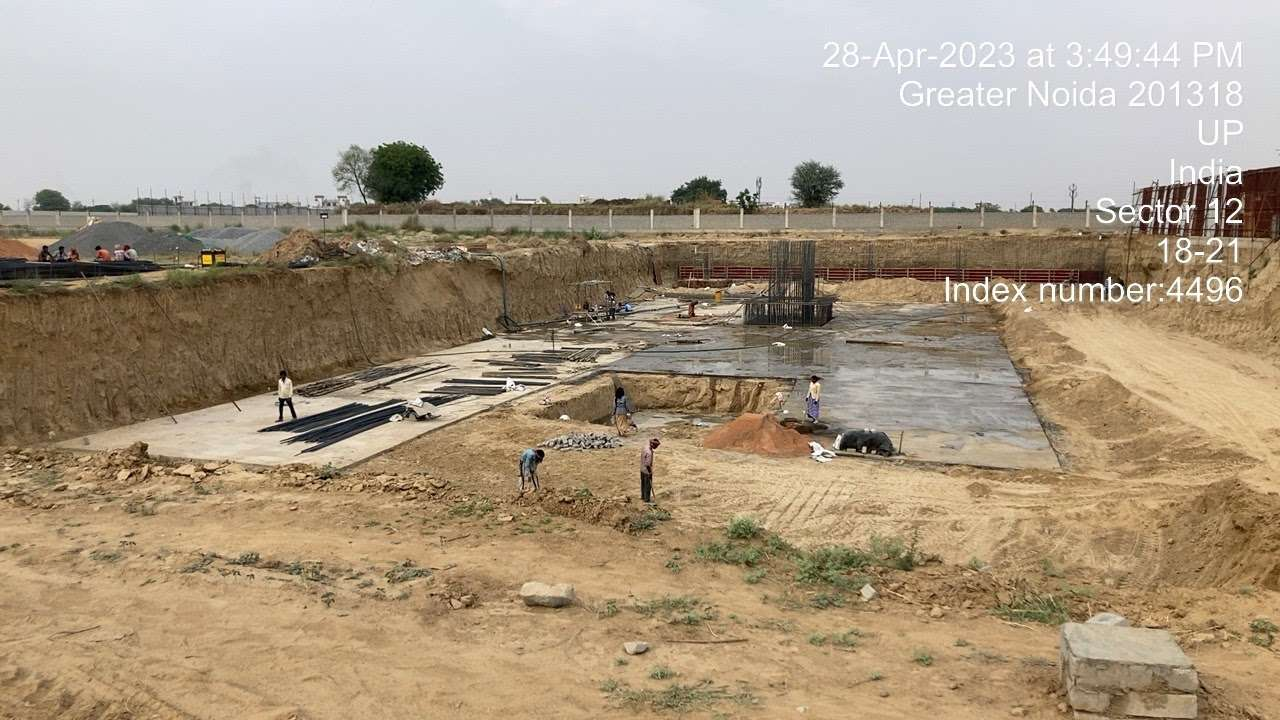 28-Apr-2023 at 3:49:44 PM
Greater Noida 201318
UP
India
Sector 12
18-21
Index number:4496